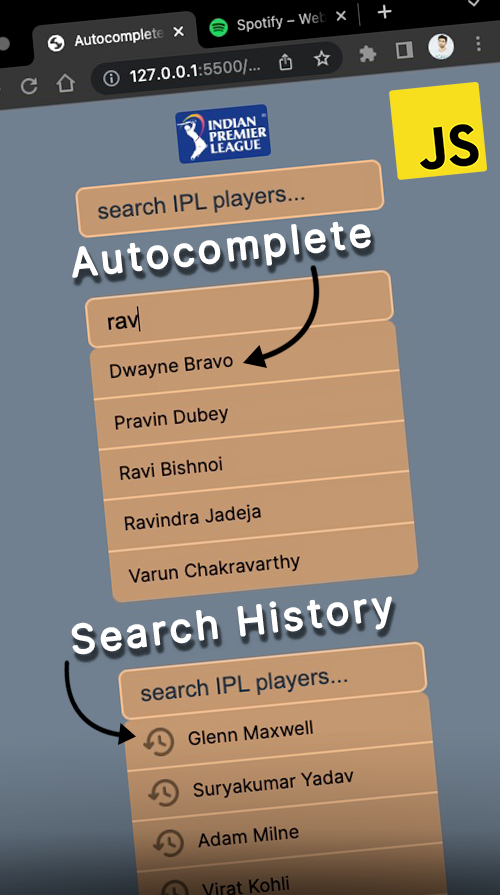 Autocomplete
Spotify – Web
127.0.0.1:5500/...
INDIAN
PREMIER
LEAGUE
JS
search IPL players...
Autocomplete
rav
Dwayne Bravo
Pravin Dubey
Ravi Bishnoi
Ravindra Jadeja
Varun Chakravarthy
Search History
search IPL players...
Glenn Maxwell
Suryakumar Yadav
Adam Milne
Virat Kohli